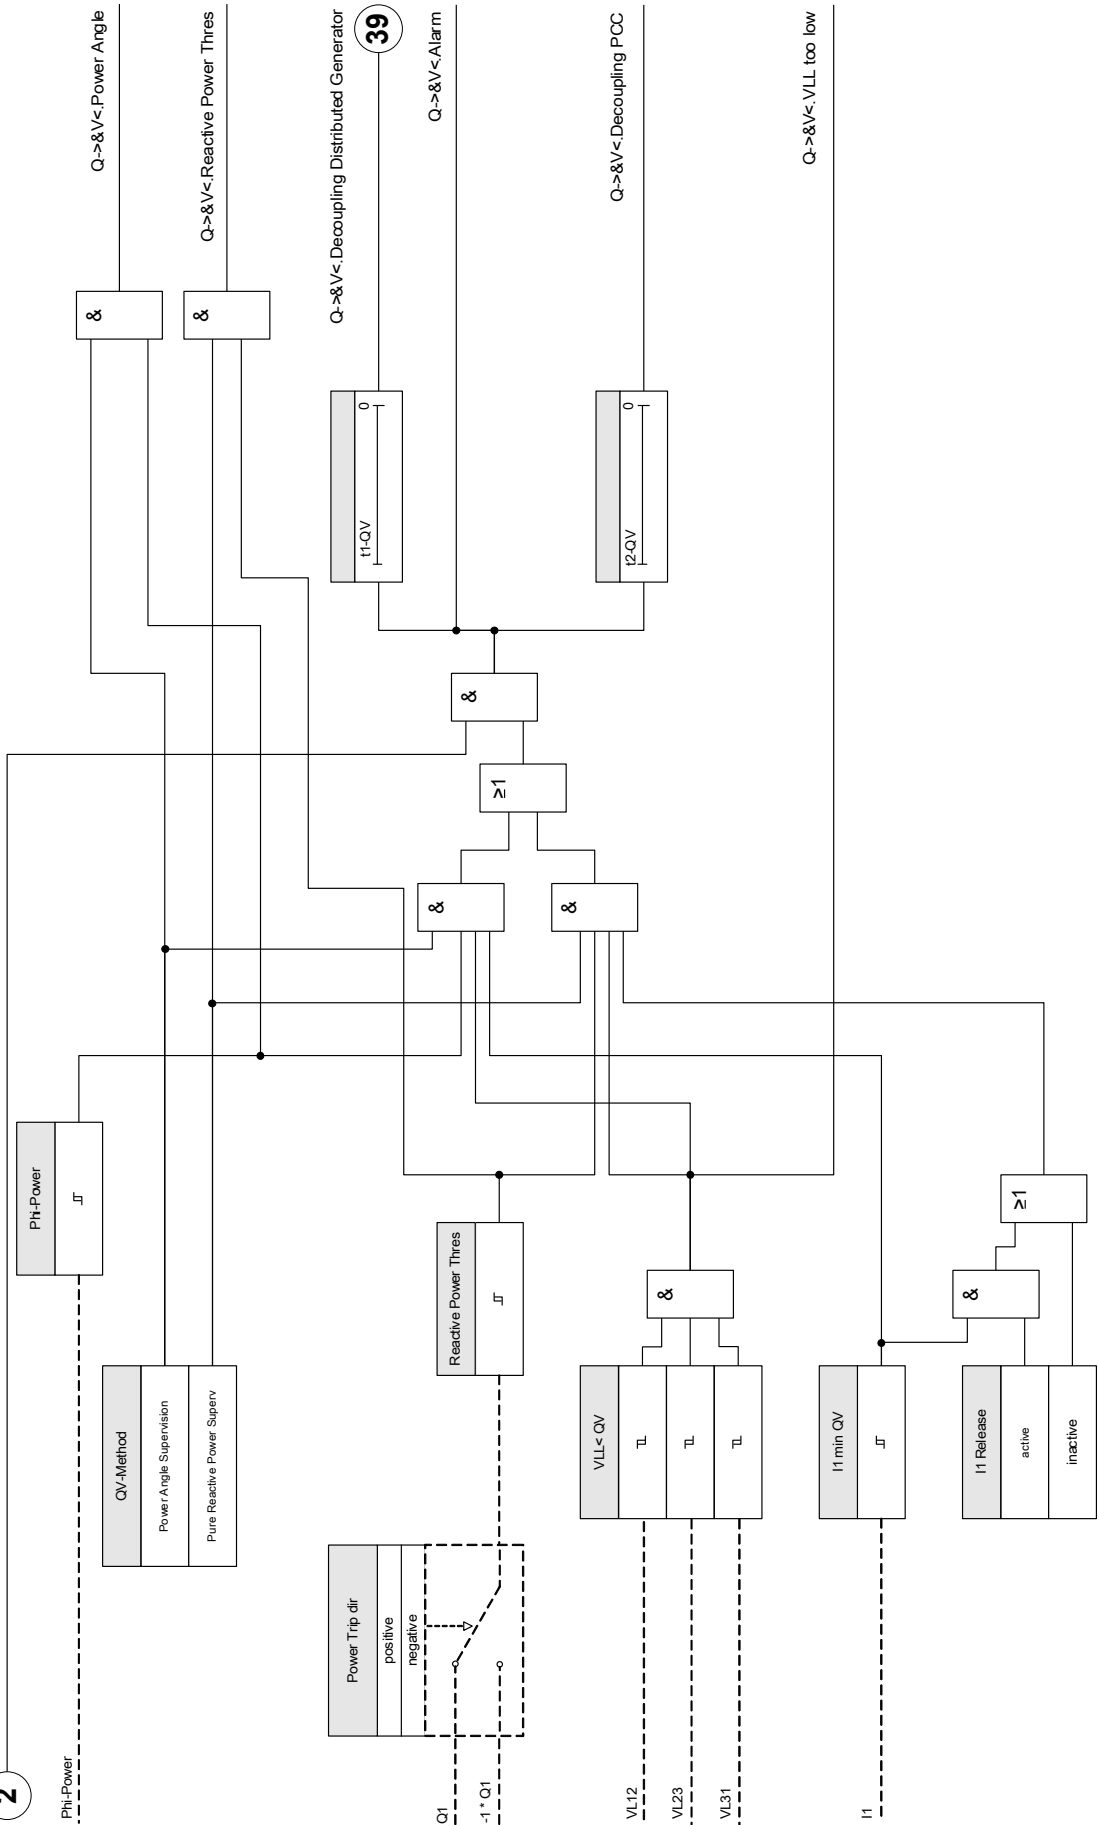 2
Phi-Power
Phi-Power
QV-Method
Power Angle Supervision
Pure Reactive Power Superv
&
Q->&V<.Power Angle
&
Q->&V<.Reactive Power Thres
Power Trip dir
positive
negative
Q1
-1 * Q1
Reactive Power Thres
&
&
≥1
&
t1-QV
0
Q->&V<.Decoupling Distributed Generator
39
Q->&V<.Alarm
t2-QV
0
Q->&V<.Decoupling PCC
VLL< QV
VL12
VL23
VL31
&
Q->&V<.VLL too low
I1 min QV
I1
I1 Release
active
inactive
&
≥1